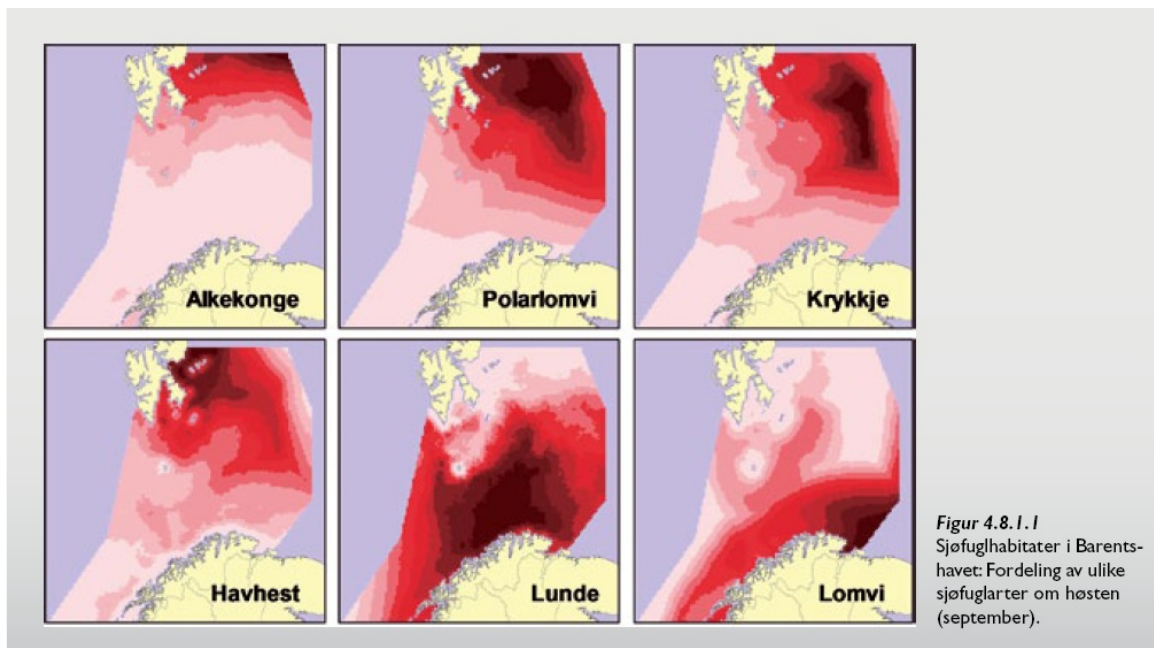 Alkekonge
Polarlomvi
Krykkje
Havhest
Lunde
Lomvi
Figur 4.8.1.1
Sjøfuglhabitater i Barents-
havet: Fordeling av ulike
sjøfuglarter om høsten
(september).